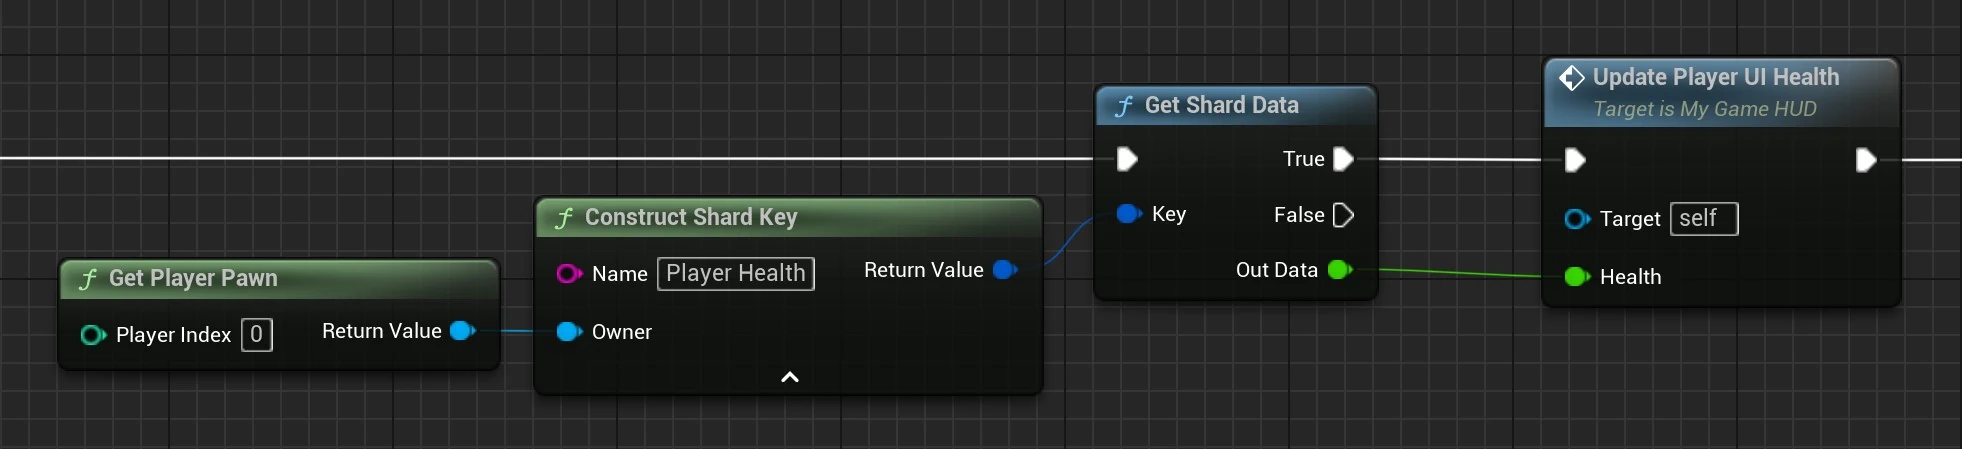 Get Player Pawn
Player Index 0
Return Value
Construct Shard Key
Name Player Health
Return Value
Owner
Get Shard Data
True
Key
False
Out Data
Update Player UI Health
Target is My Game HUD
Target self
Health